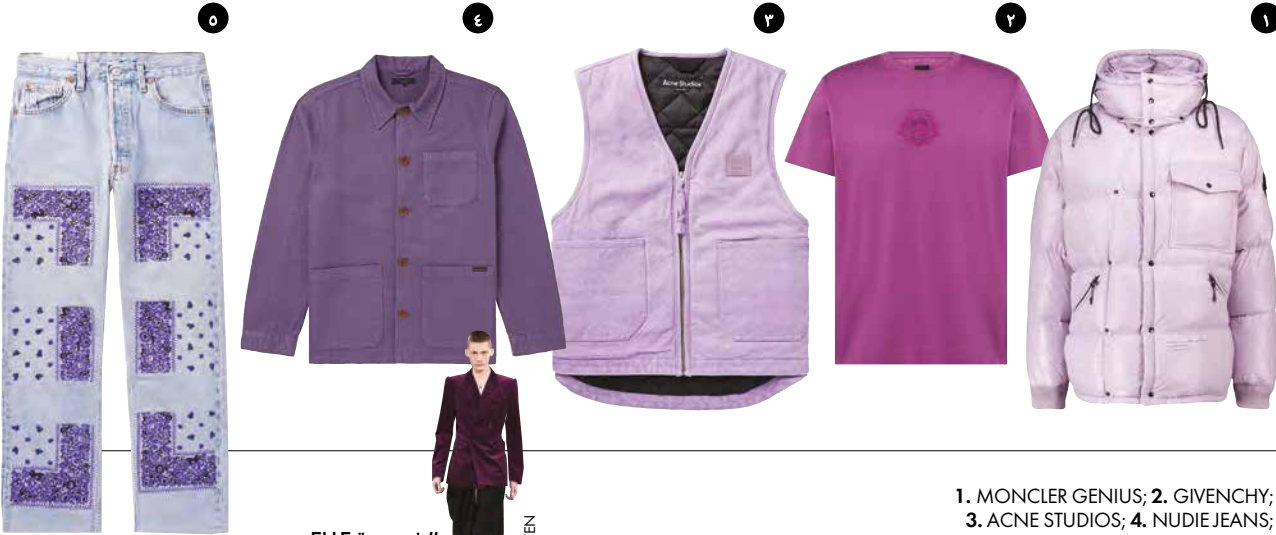 ١
٢
٣
٤
٥
Acne Studios
1. MONCLER GENIUS; 2. GIVENCHY;
3. ACNE STUDIOS; 4. NUDIE JEANS;